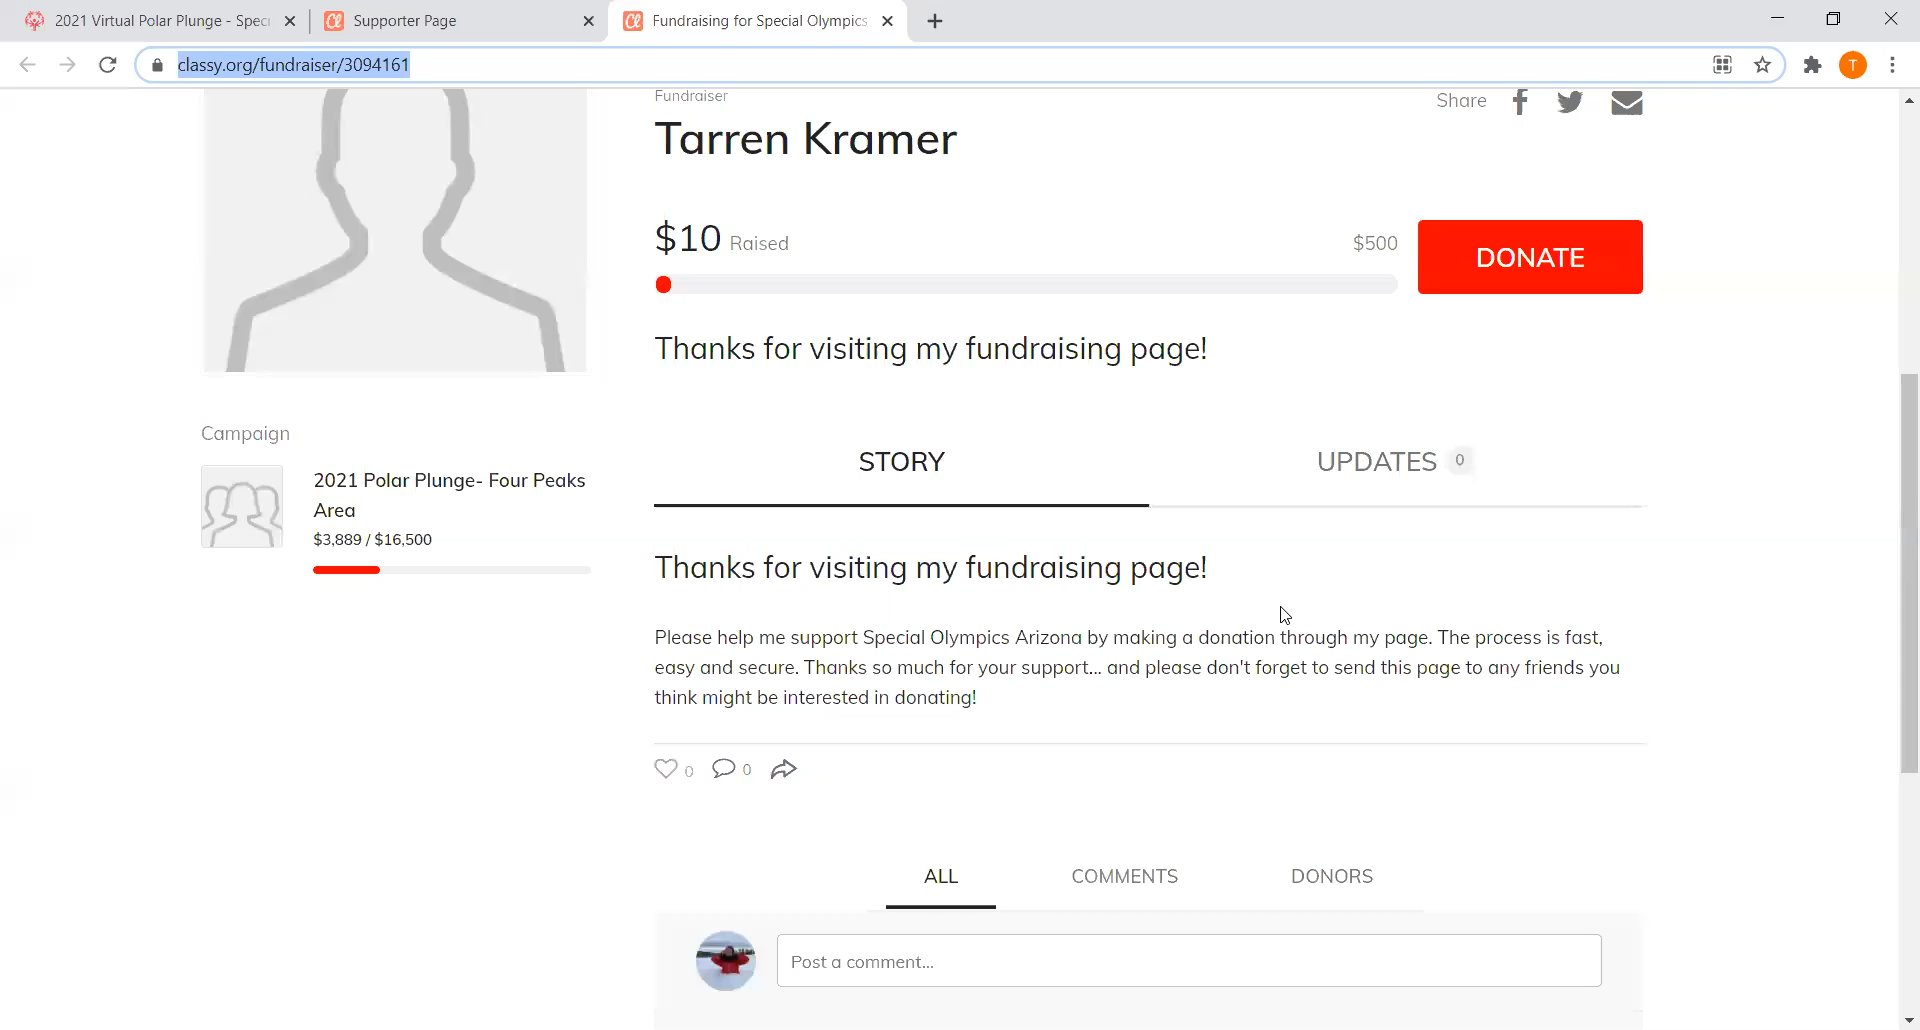 2021 Virtual Polar Plunge - Speci
Supporter Page
Fundraising for Special Olympics
classy.org/fundraiser/3094161
T
Fundraiser
Share
Tarren Kramer
$10 Raised
$500
DONATE
Thanks for visiting my fundraising page!
Campaign
2021 Polar Plunge- Four Peaks
Area
$3,889 / $16,500
STORY
UPDATES 0
Thanks for visiting my fundraising page!
Please help me support Special Olympics Arizona by making a donation through my page. The process is fast,
easy and secure. Thanks so much for your support... and please don't forget to send this page to any friends you
think might be interested in donating!
0 0
ALL
COMMENTS
DONORS
Post a comment...